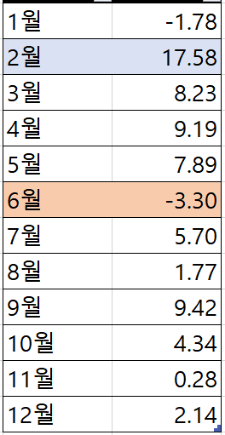 1월 -1.78
2월 17.58
3월 8.23
4월 9.19
5월 7.89
6월 -3.30
7월 5.70
8월 1.77
9월 9.42
10월 4.34
11월 0.28
12월 2.14